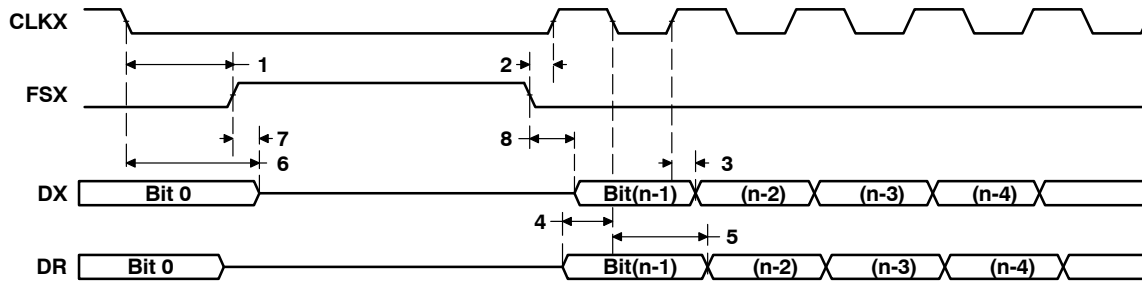 CLKX
1
2
FSX
7
8
6
3
DX
Bit 0
Bit(n-1)
(n-2)
(n-3)
(n-4)
4
5
DR
Bit 0
Bit(n-1)
(n-2)
(n-3)
(n-4)